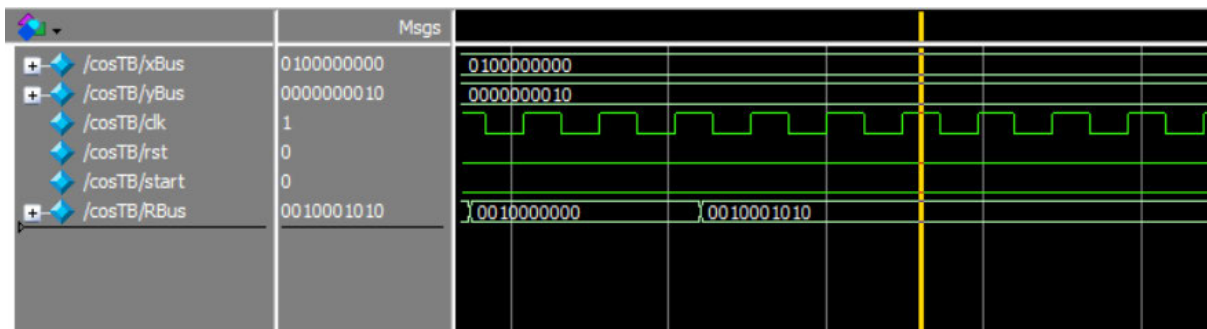 Msgs
/cosTB/xBus 0100000000 0100000000
/cosTB/yBus 0000000010 0000000010
/cosTB/clk 1
/cosTB/rst 0
/cosTB/start 0
/cosTB/RBus 0010001010 0010000000 0010001010